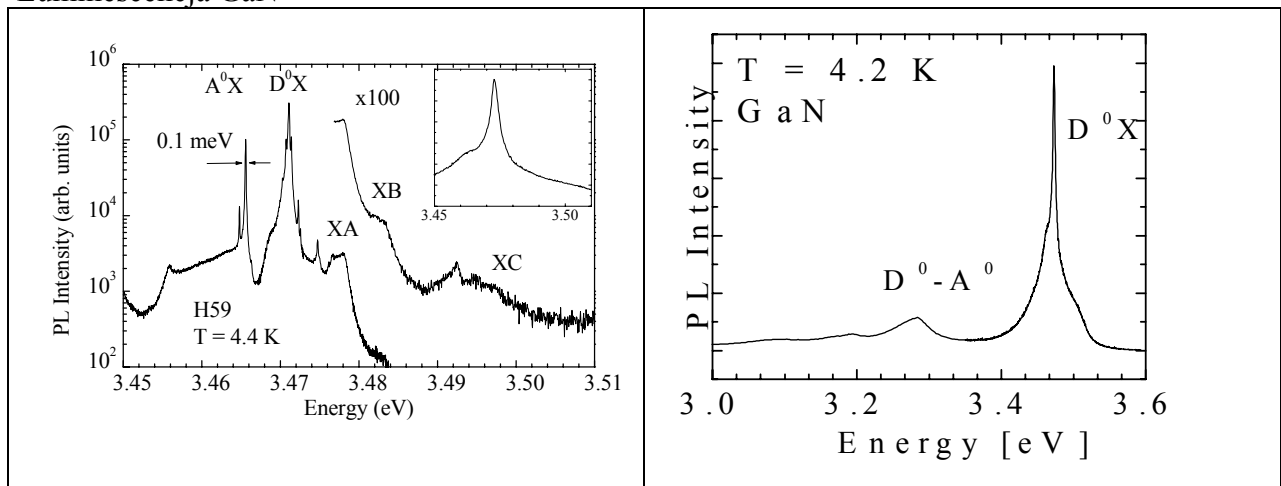 Luminescencja GaN
10⁶
10⁵
10⁴
10³
10²
PL Intensity (arb. units)
A⁰X
D⁰X
x100
0.1 meV
XA
XB
XC
H59
T = 4.4 K
3.45
3.50
3.45
3.46
3.47
3.48
3.49
3.50
3.51
Energy (eV)
T = 4.2 K
GaN
D⁰X
D⁰-A⁰
PL Intensity
3.0
3.2
3.4
3.6
Energy [eV]